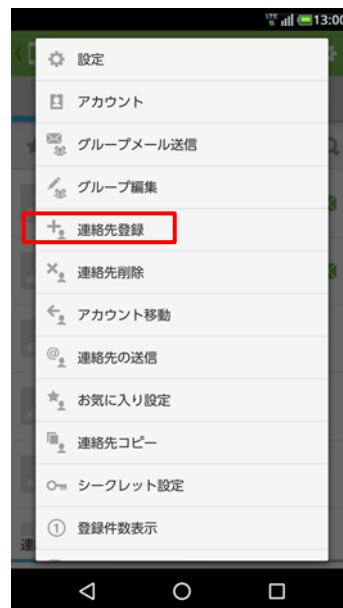 LTE 13:00
設定
アカウント
グループメール送信
グループ編集
連絡先登録
連絡先削除
アカウント移動
連絡先の送信
お気に入り設定
連絡先コピー
シークレット設定
1 登録件数表示
連